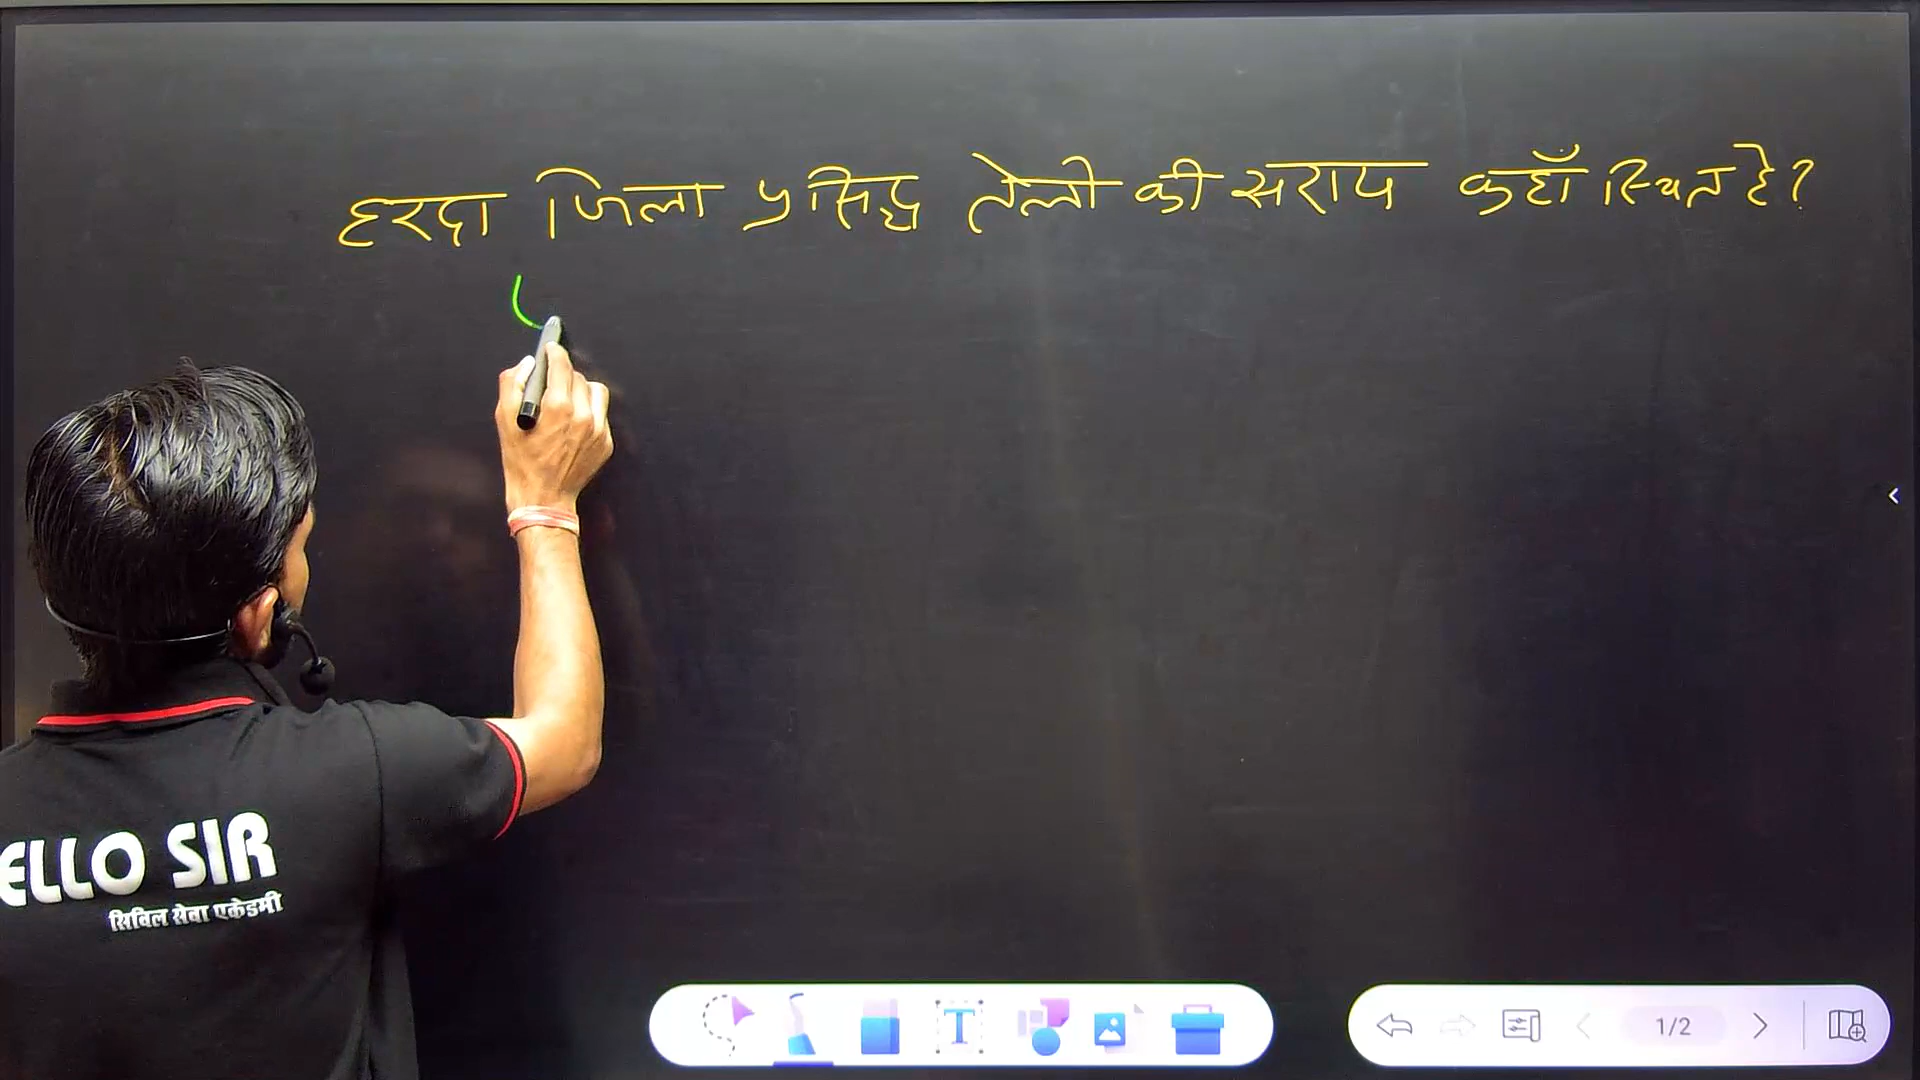 हरदा जिला प्रसिद्ध तेली की सराय कहाँ स्थित है?
ELLO SIR
सिविल सेवा एकेडमी
T
1/2